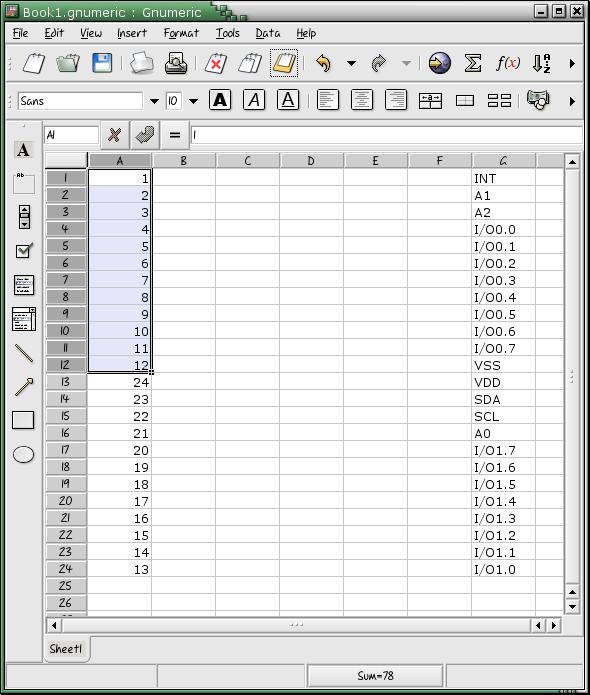 Book1.gnumeric : Gnumeric
File Edit View Insert Format Tools Data Help
f(x) A Z
Sans 10 A A A
A1 = 1
A Ab
A B C D E F G
1 1 INT
2 2 A1
3 3 A2
4 4 I/O0.0
5 5 I/O0.1
6 6 I/O0.2
7 7 I/O0.3
8 8 I/O0.4
9 9 I/O0.5
10 10 I/O0.6
11 11 I/O0.7
12 12 VSS
13 24 VDD
14 23 SDA
15 22 SCL
16 21 A0
17 20 I/O1.7
18 19 I/O1.6
19 18 I/O1.5
20 17 I/O1.4
21 16 I/O1.3
22 15 I/O1.2
23 14 I/O1.1
24 13 I/O1.0
25
26
Sheet1
Sum=78